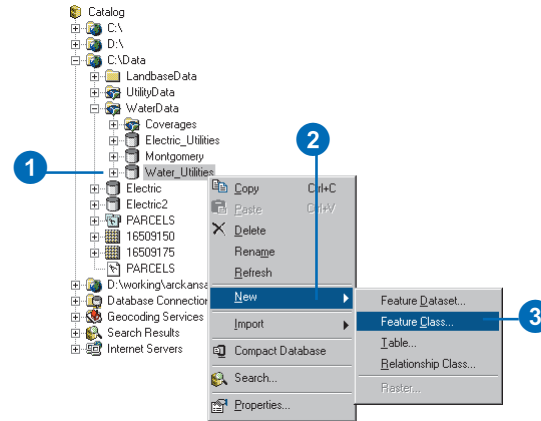 Catalog
C:\
D:\
C:\Data
LandbaseData
UtilityData
WaterData
Coverages
Electric_Utilities
Montgomery
Water_Utilities
Electric
Electric2
PARCELS
16509150
16509175
PARCELS
D:\working\arckansa
Database Connection
Geocoding Services
Search Results
Internet Servers
1
2
Copy Ctrl+C
Paste Ctrl+V
Delete
Rename
Refresh
New
Import
Compact Database
Search...
Properties...
Feature Dataset...
Feature Class...
Table...
Relationship Class...
Raster...
3